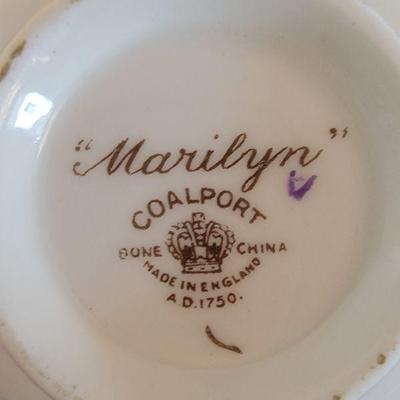 "Marilyn"
COALPORT
BONE CHINA
MADE IN ENGLAND
A.D.1750.